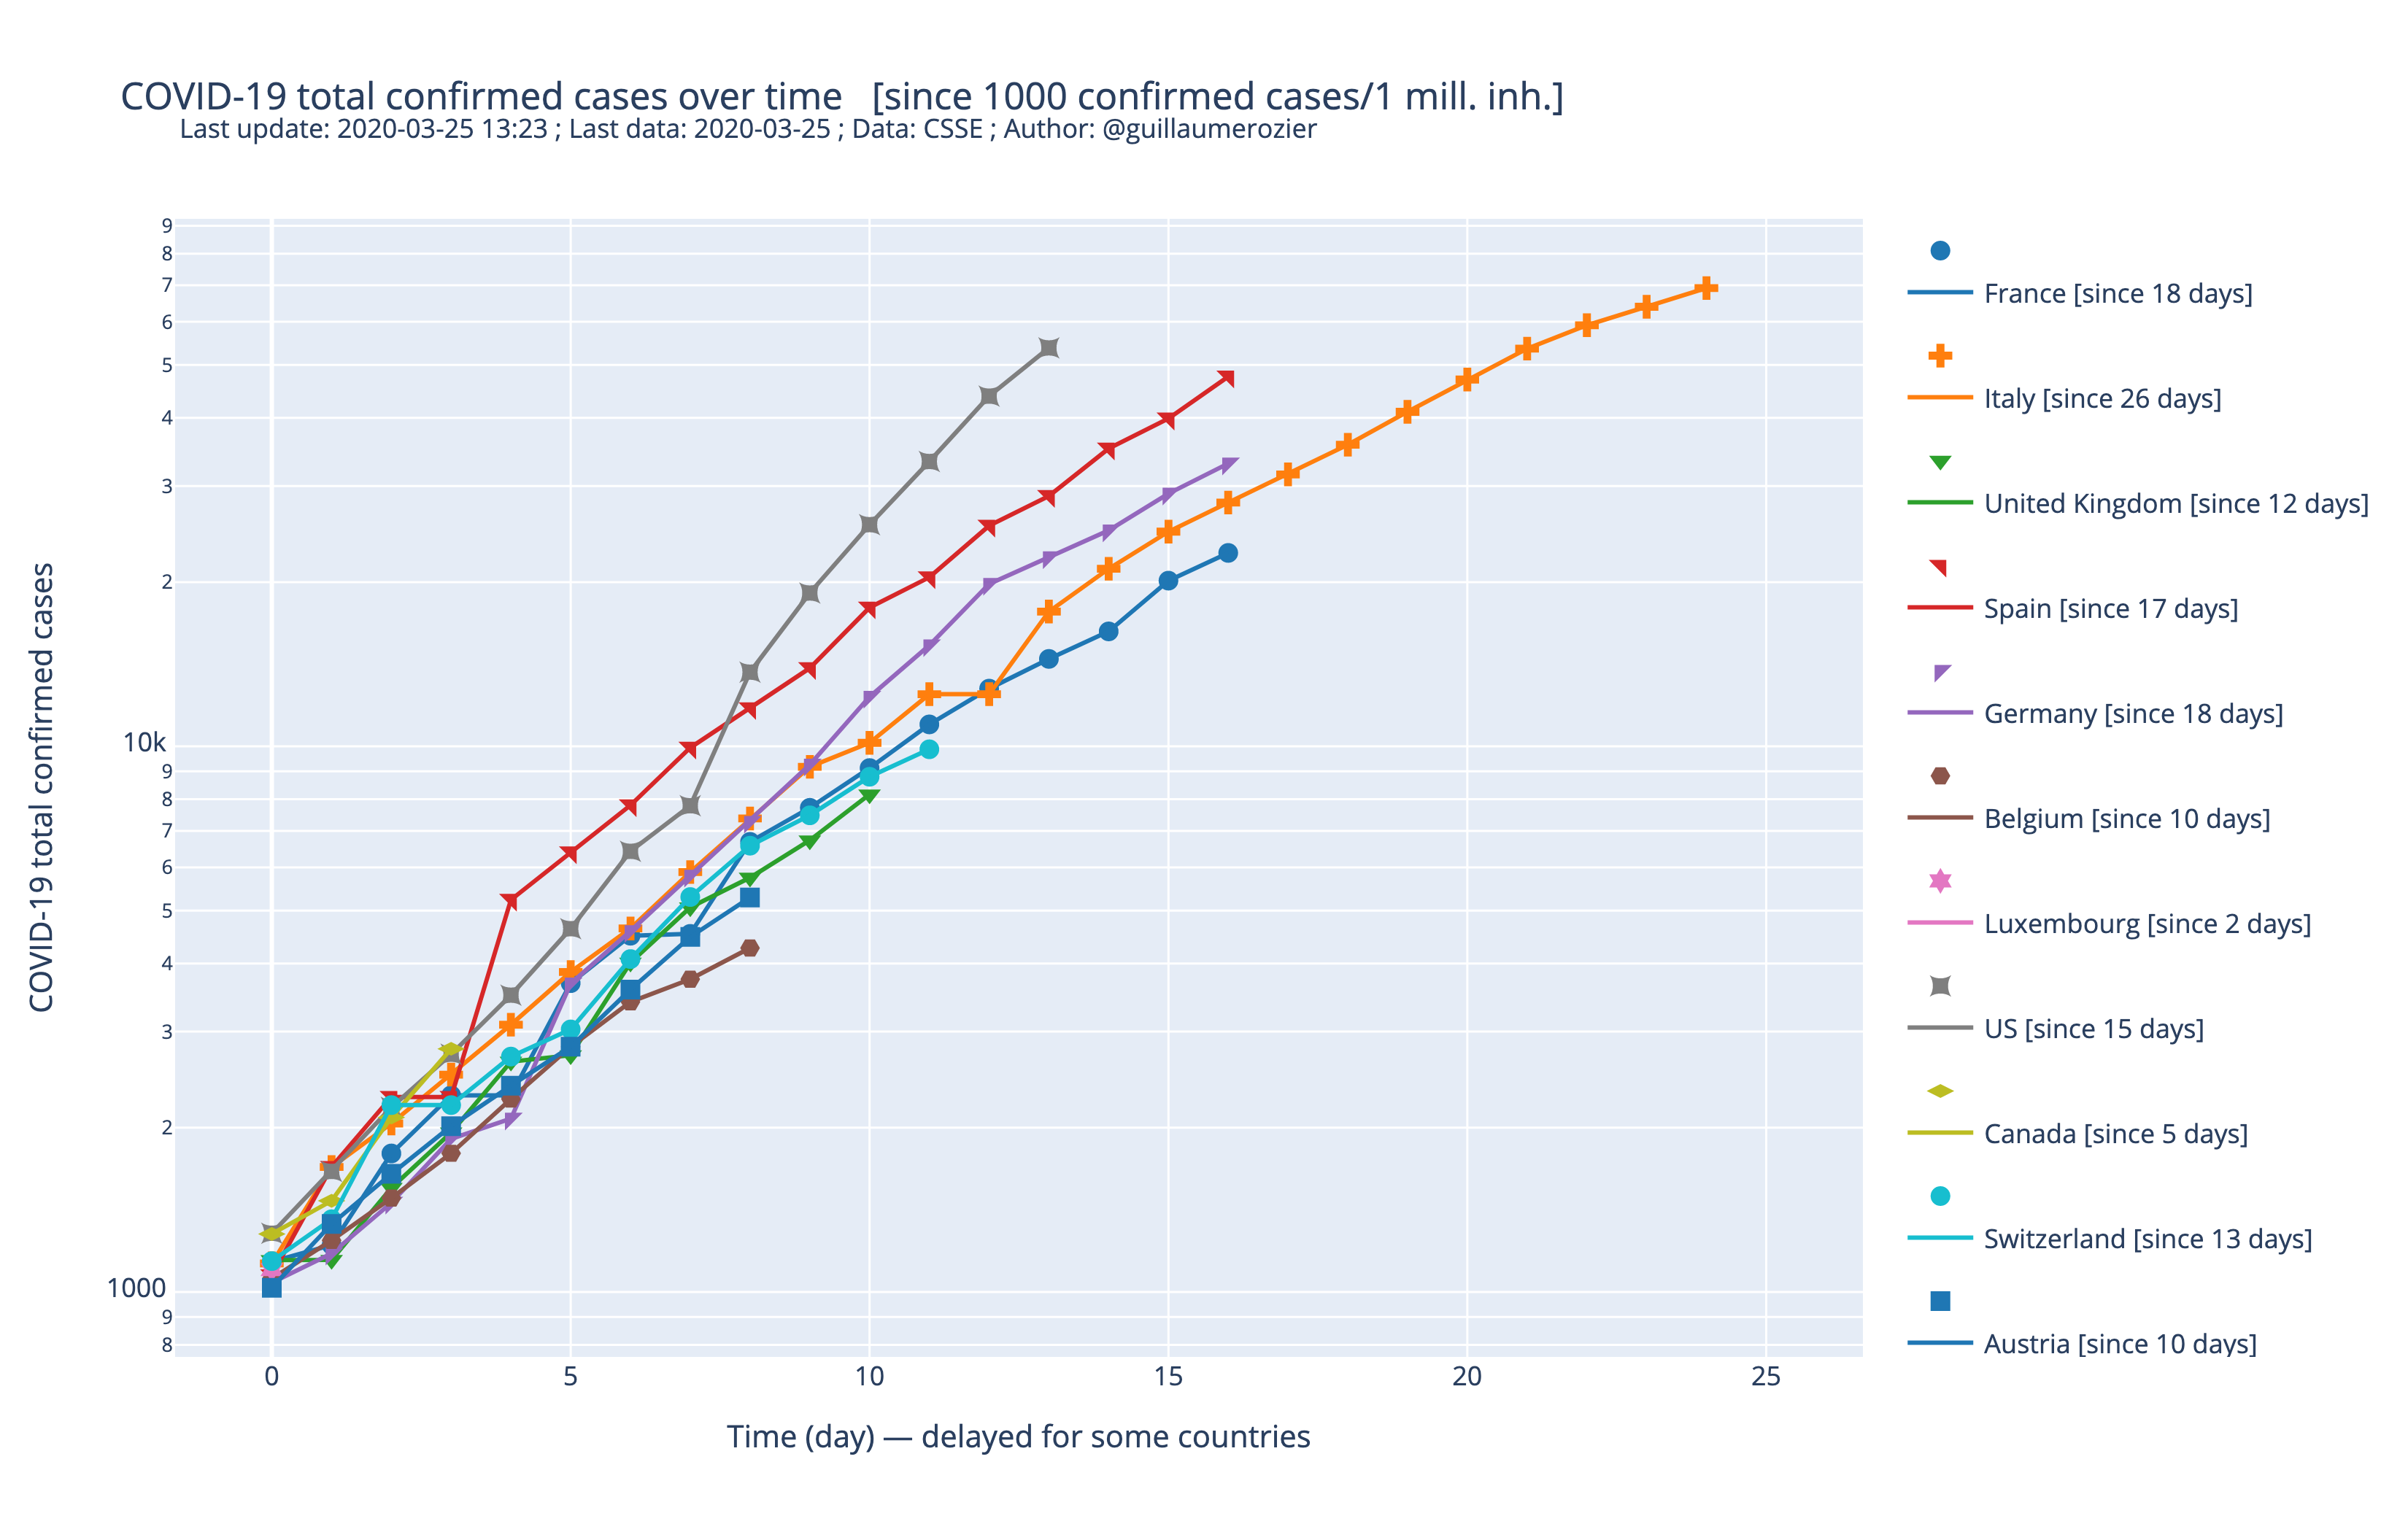 COVID-19 total confirmed cases over time   [since 1000 confirmed cases/1 mill. inh.]
Last update: 2020-03-25 13:23 ; Last data: 2020-03-25 ; Data: CSSE ; Author: @guillaumerozier
COVID-19 total confirmed cases
9
8
7
6
5
4
3
2
10k
9
8
7
6
5
4
3
2
1000
9
8
0 5 10 15 20 25
Time (day) — delayed for some countries
France [since 18 days]
Italy [since 26 days]
United Kingdom [since 12 days]
Spain [since 17 days]
Germany [since 18 days]
Belgium [since 10 days]
Luxembourg [since 2 days]
US [since 15 days]
Canada [since 5 days]
Switzerland [since 13 days]
Austria [since 10 days]